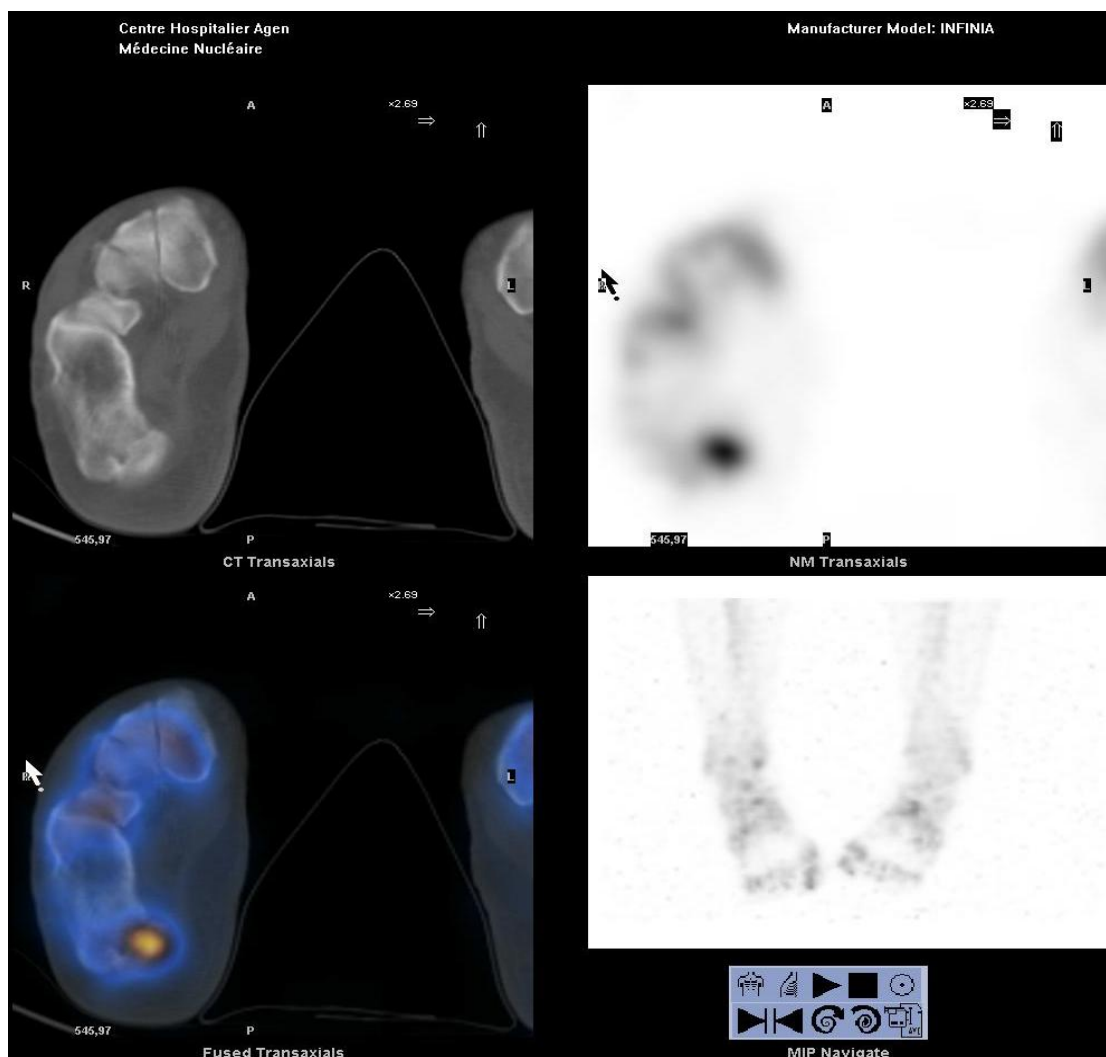 Centre Hospitalier Agen
Médecine Nucléaire
Manufacturer Model: INFINIA
A
×2.69
R
L
545,97
P
CT Transaxials
A
×2.69
L
545,97
P
NM Transaxials
A
×2.69
L
545,97
P
Fused Transaxials
MIP Navigate